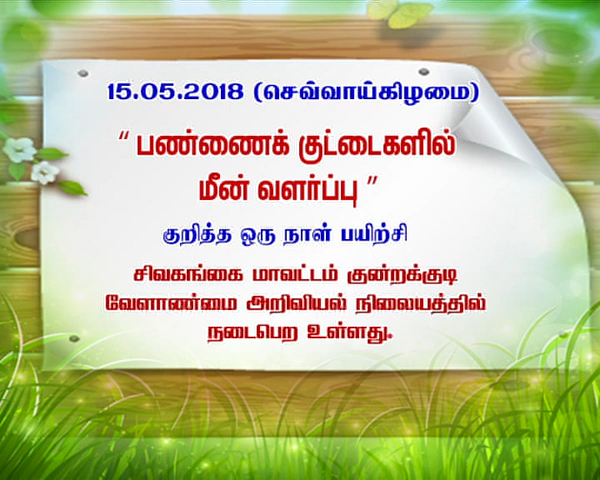 15.05.2018 (செவ்வாய்கிழமை)
“ பண்ணைக் குட்டைகளில்
மீன் வளர்ப்பு ”
குறித்த ஒரு நாள் பயிற்சி
சிவகங்கை மாவட்டம் குன்றக்குடி
வேளாண்மை அறிவியல் நிலையத்தில்
நடைபெற உள்ளது.